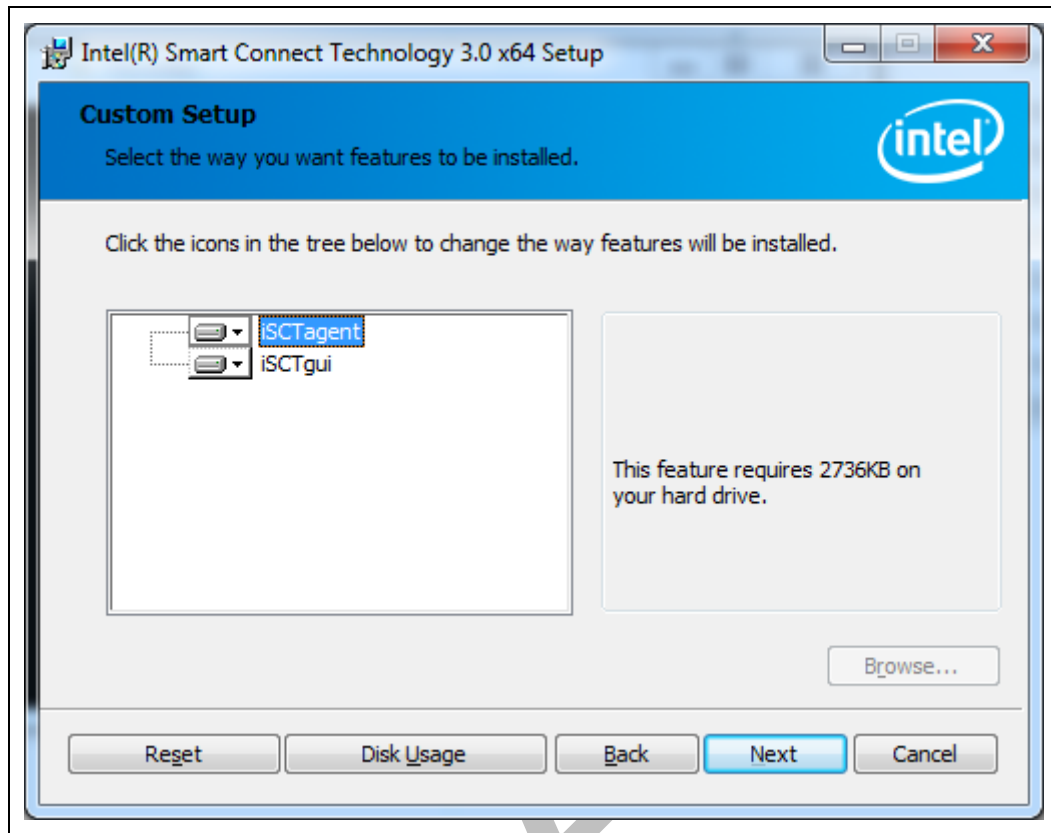 Intel(R) Smart Connect Technology 3.0 x64 Setup
Custom Setup
Select the way you want features to be installed.
intel
Click the icons in the tree below to change the way features will be installed.
iSCTagent
iSCTgui
This feature requires 2736KB on
your hard drive.
Browse...
Reset
Disk Usage
Back
Next
Cancel